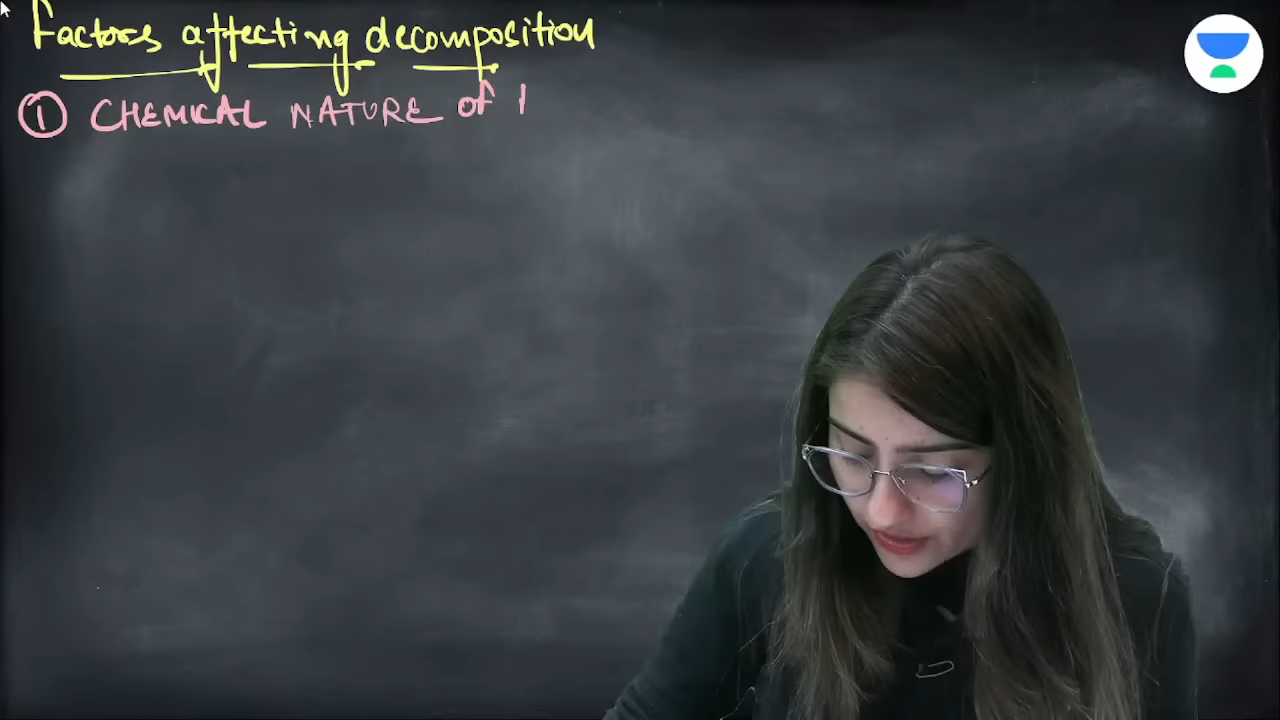 Factors affecting decomposition
① CHEMICAL NATURE of